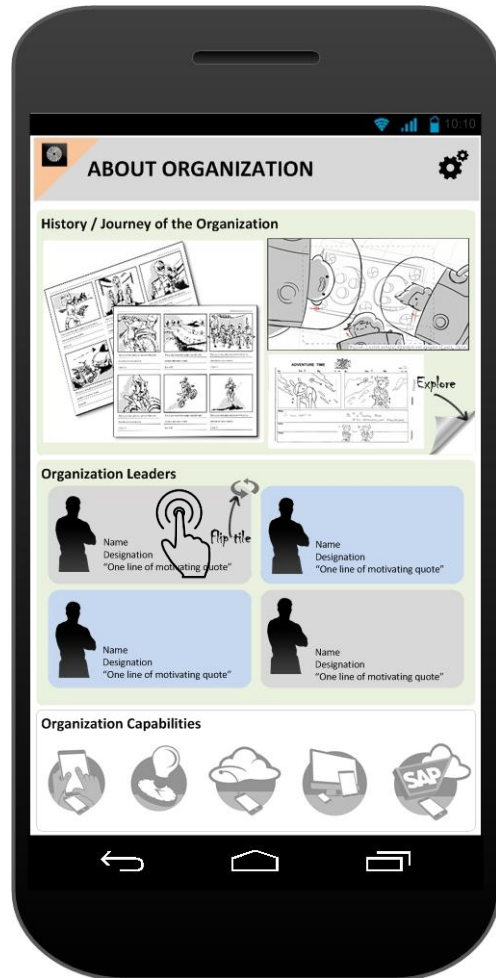 10:10
ABOUT ORGANIZATION
History / Journey of the Organization
ADVENTURE TIME
Explore
Organization Leaders
Flip tile
Name
Designation
"One line of motivating quote"
Name
Designation
"One line of motivating quote"
Name
Designation
"One line of motivating quote"
Name
Designation
"One line of motivating quote"
Organization Capabilities
SAP